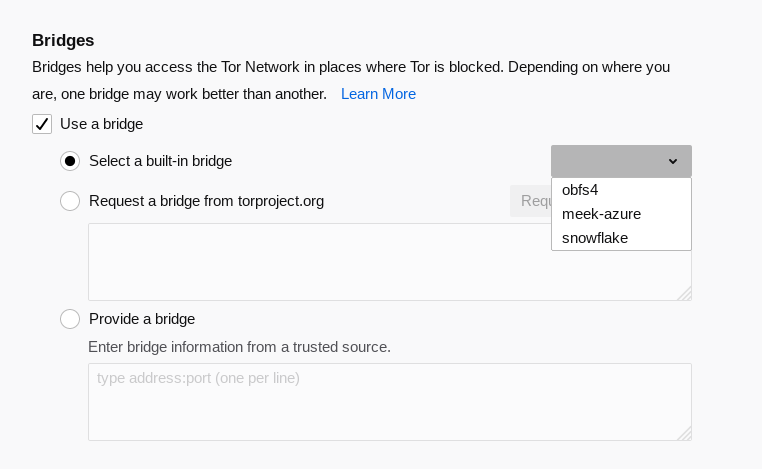 Bridges
Bridges help you access the Tor Network in places where Tor is blocked. Depending on where you
are, one bridge may work better than another. Learn More
Use a bridge
Select a built-in bridge
obfs4
Request a bridge from torproject.org
meek-azure
snowflake
Provide a bridge
Enter bridge information from a trusted source.
type address:port (one per line)